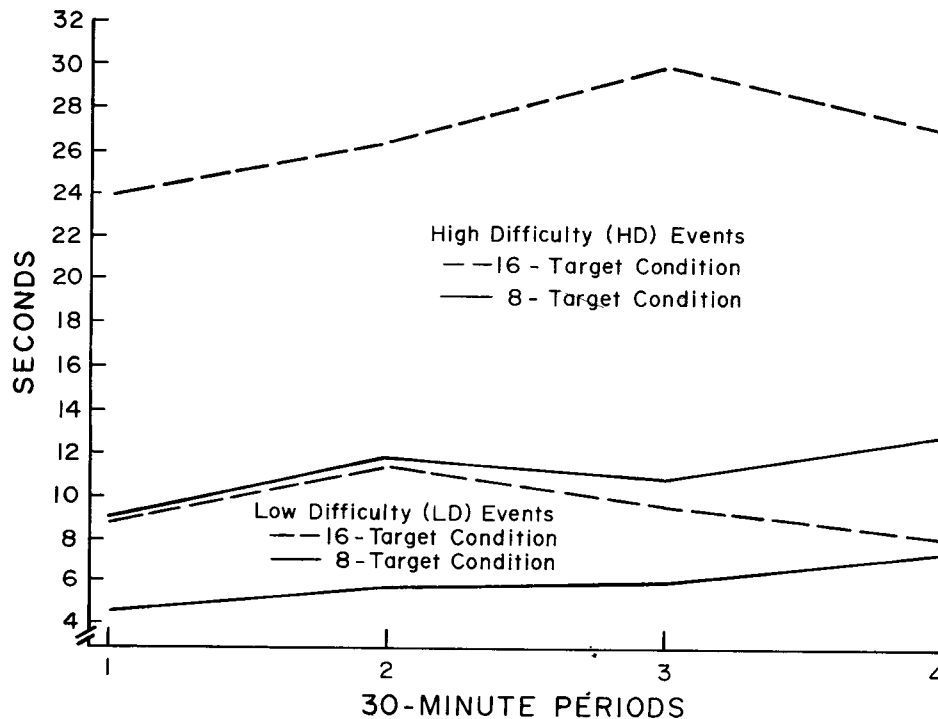 32
30
28
26
24
22
20
18
16
14
12
10
8
6
4
SECONDS
High Difficulty (HD) Events
16 - Target Condition
8 - Target Condition
Low Difficulty (LD) Events
16 - Target Condition
8 - Target Condition
1 2 3 4
30-MINUTE PERIODS